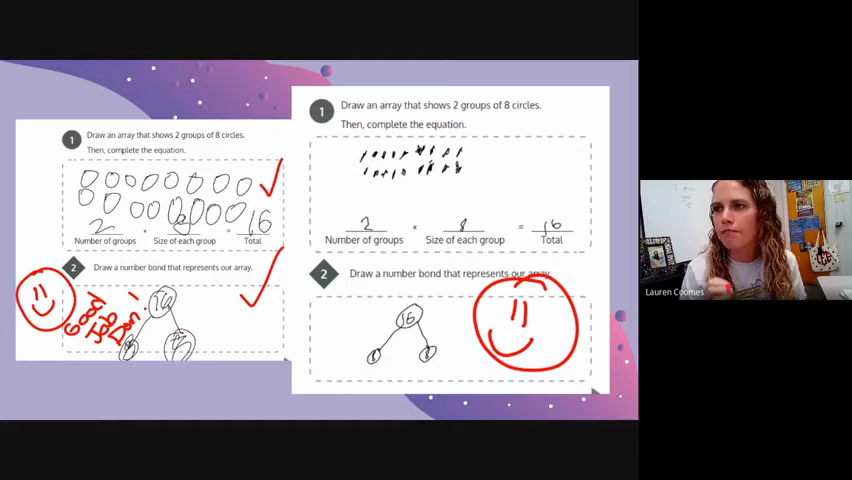 1 Draw an array that shows 2 groups of 8 circles.
Then, complete the equation.
2 × 8 = 16
Number of groups Size of each group Total
2 Draw a number bond that represents our array.
16
Good Job
1 Draw an array that shows 2 groups of 8 circles.
Then, complete the equation.
2 × 8 = 16
Number of groups Size of each group = Total
2 Draw a number bond that represents our array.
16
8 8
Lauren Coomes